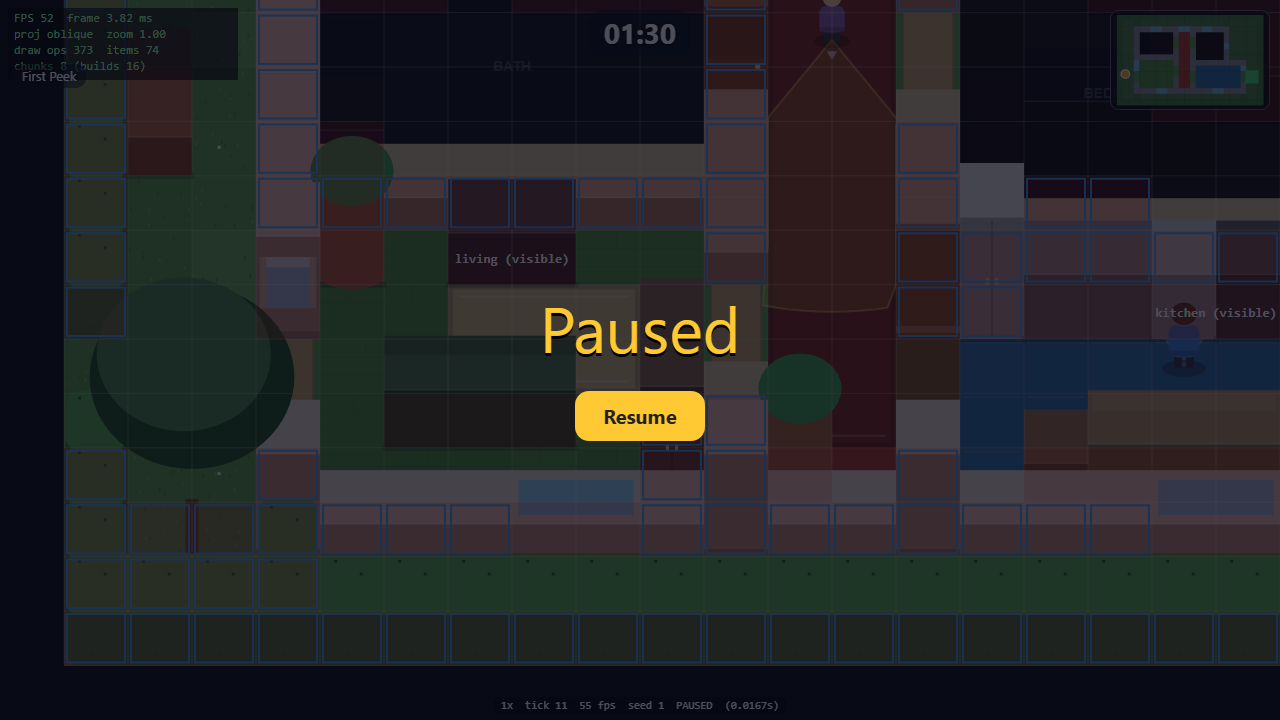 FPS 52  frame 3.82 ms
proj oblique  zoom 1.00
draw ops 373  items 74
chunks 8 (builds 16)
First Peek
01:30
BATH
BED
living (visible)
kitchen (visible)
Paused
Resume
1x  tick 11  55 fps  seed 1  PAUSED  (0.0167s)